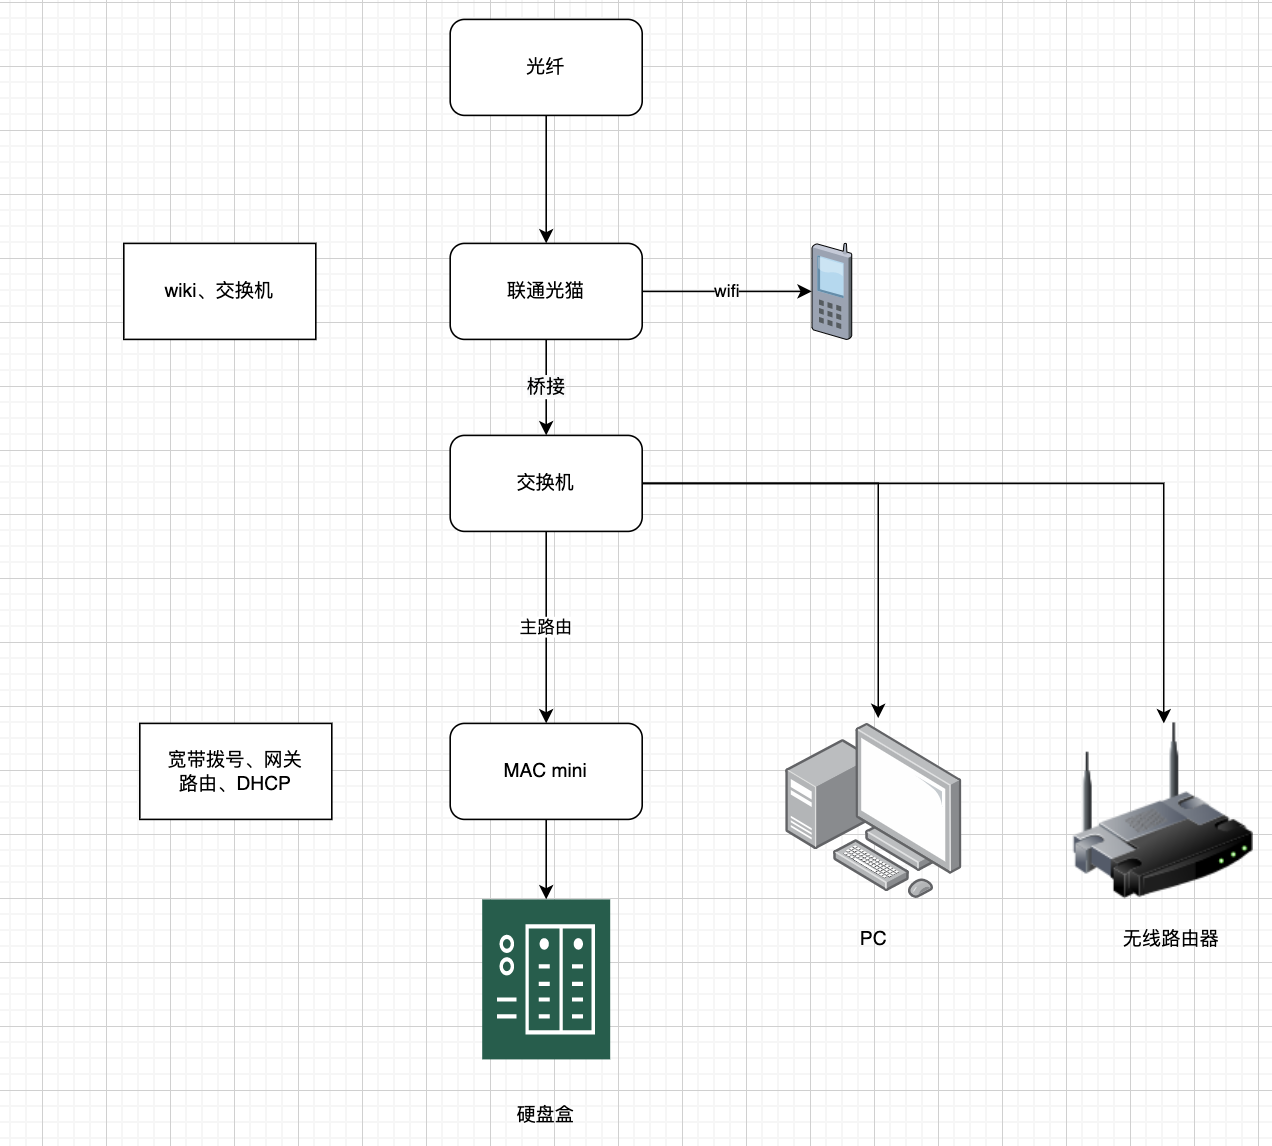 光纤
wiki、交换机
联通光猫
wifi
桥接
交换机
主路由
宽带拨号、网关
路由、DHCP
MAC mini
PC
无线路由器
硬盘盒